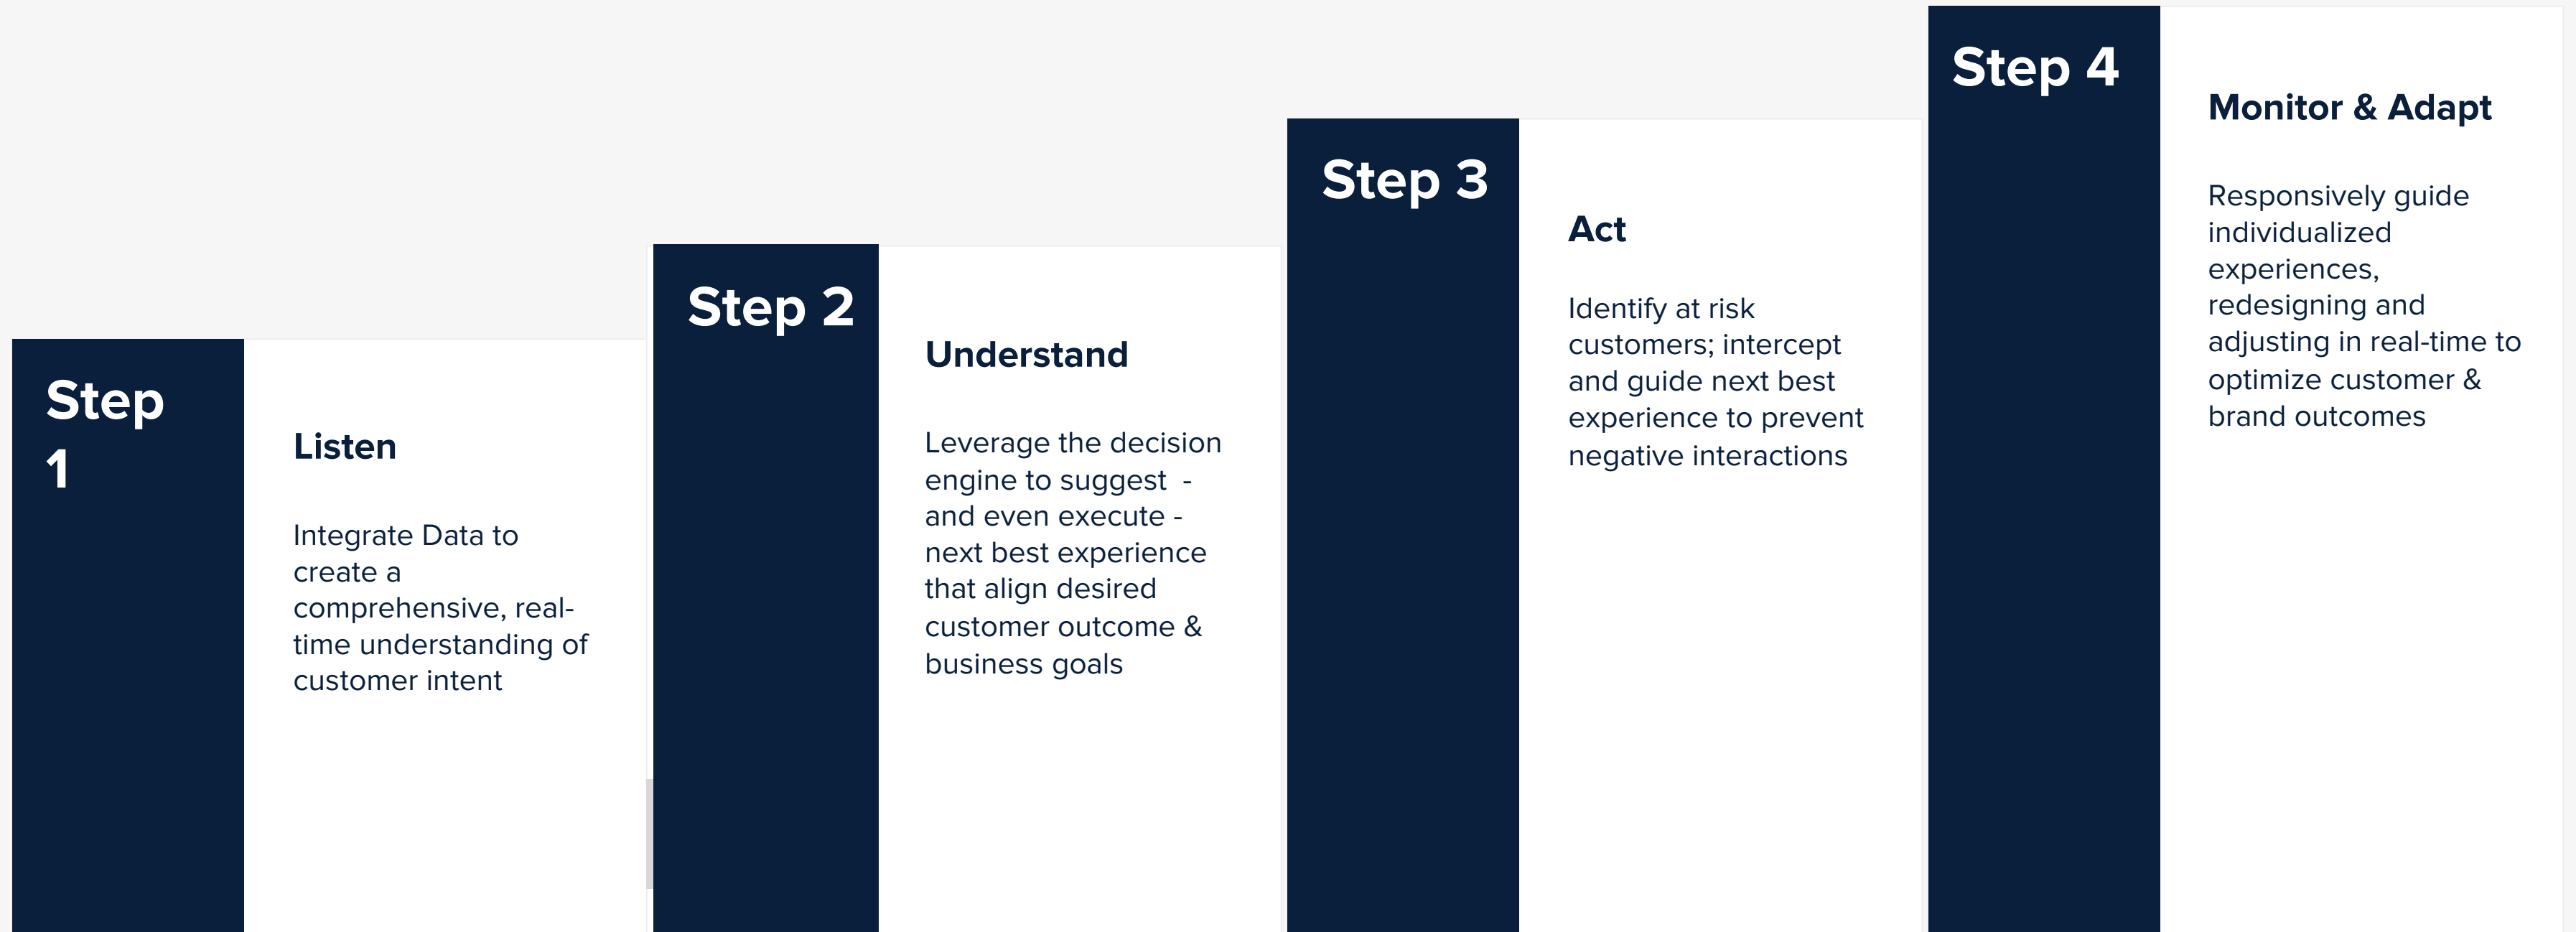 Step
1
Listen
Integrate Data to
create a
comprehensive, real-
time understanding of
customer intent
Step 2
Understand
Leverage the decision
engine to suggest  -
and even execute -
next best experience
that align desired
customer outcome &
business goals
Step 3
Act
Identify at risk
customers; intercept
and guide next best
experience to prevent
negative interactions
Step 4
Monitor & Adapt
Responsively guide
individualized
experiences,
redesigning and
adjusting in real-time to
optimize customer &
brand outcomes